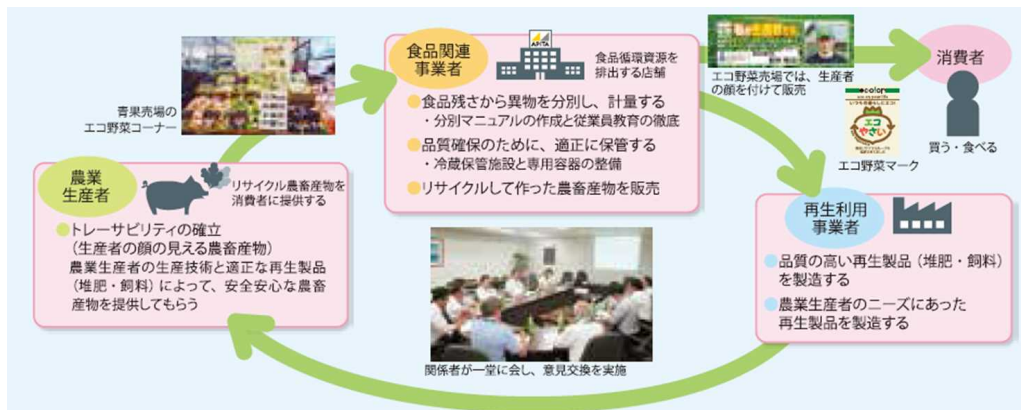 青果売場の
エコ野菜コーナー
食品関連
事業者
APiTA
食品循環資源を
排出する店舗
●食品残さから異物を分別し、計量する
・分別マニュアルの作成と従業員教育の徹底
●品質確保のために、適正に保管する
・冷蔵保管施設と専用容器の整備
●リサイクルして作った農畜産物を販売
エコ野菜売場では、生産者
の顔を付けて販売
消費者
買う・食べる
エコ
やさい
エコ野菜マーク
再生利用
事業者
●品質の高い再生製品（堆肥・飼料）
を製造する
●農業生産者のニーズにあった
再生製品を製造する
関係者が一堂に会し、意見交換を実施
農業
生産者
リサイクル農畜産物を
消費者に提供する
●トレーサビリティの確立
（生産者の顔の見える農畜産物）
農業生産者の生産技術と適正な再生製品
（堆肥・飼料）によって、安全安心な農畜
産物を提供してもらう